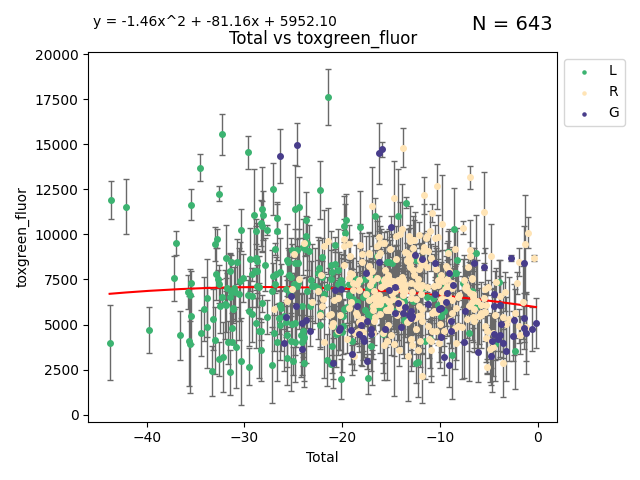 y = -1.46x^2 + -81.16x + 5952.10
N = 643
Total vs toxgreen_fluor
20000
17500
15000
12500
10000
7500
5000
2500
0
toxgreen_fluor
−40
−30
−20
−10
0
Total
L
R
G